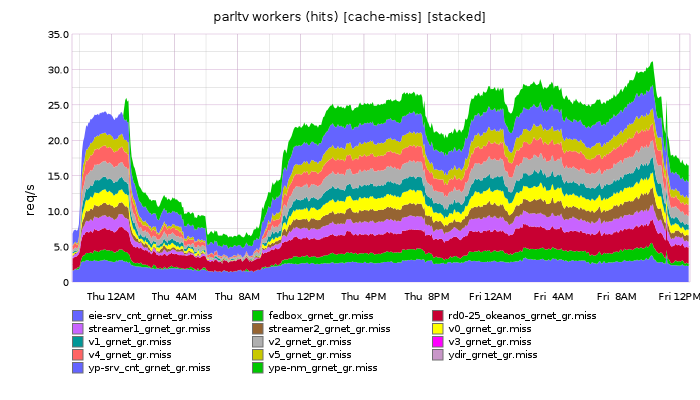 parltv workers (hits) [cache-miss] [stacked]
35.0
30.0
25.0
20.0
15.0
10.0
5.0
0
req/s
Thu 12AM Thu 4AM Thu 8AM Thu 12PM Thu 4PM Thu 8PM Fri 12AM Fri 4AM Fri 8AM Fri 12PM
eie-srv_cnt_grnet_gr.miss fedbox_grnet_gr.miss rd0-25_okeanos_grnet_gr.miss
streamer1_grnet_gr.miss streamer2_grnet_gr.miss v0_grnet_gr.miss
v1_grnet_gr.miss v2_grnet_gr.miss v3_grnet_gr.miss
v4_grnet_gr.miss v5_grnet_gr.miss ydir_grnet_gr.miss
yp-srv_cnt_grnet_gr.miss ype-nm_grnet_gr.miss